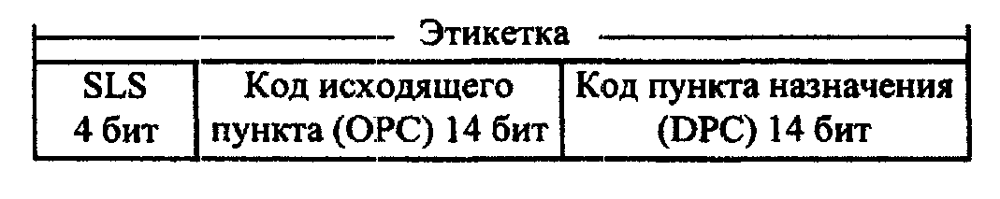 Этикетка
SLS
4 бит
Код исходящего
пункта (OPC) 14 бит
Код пункта назначения
(DPC) 14 бит